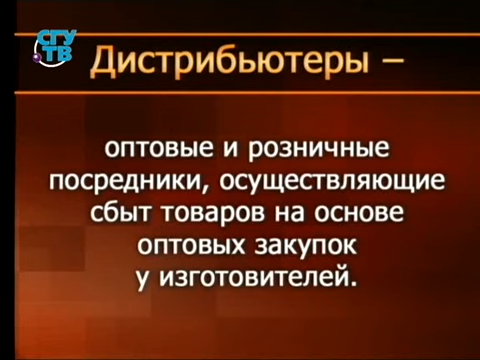 СГУ
ТВ
Дистрибьютеры –
оптовые и розничные
посредники, осуществляющие
сбыт товаров на основе
оптовых закупок
у изготовителей.